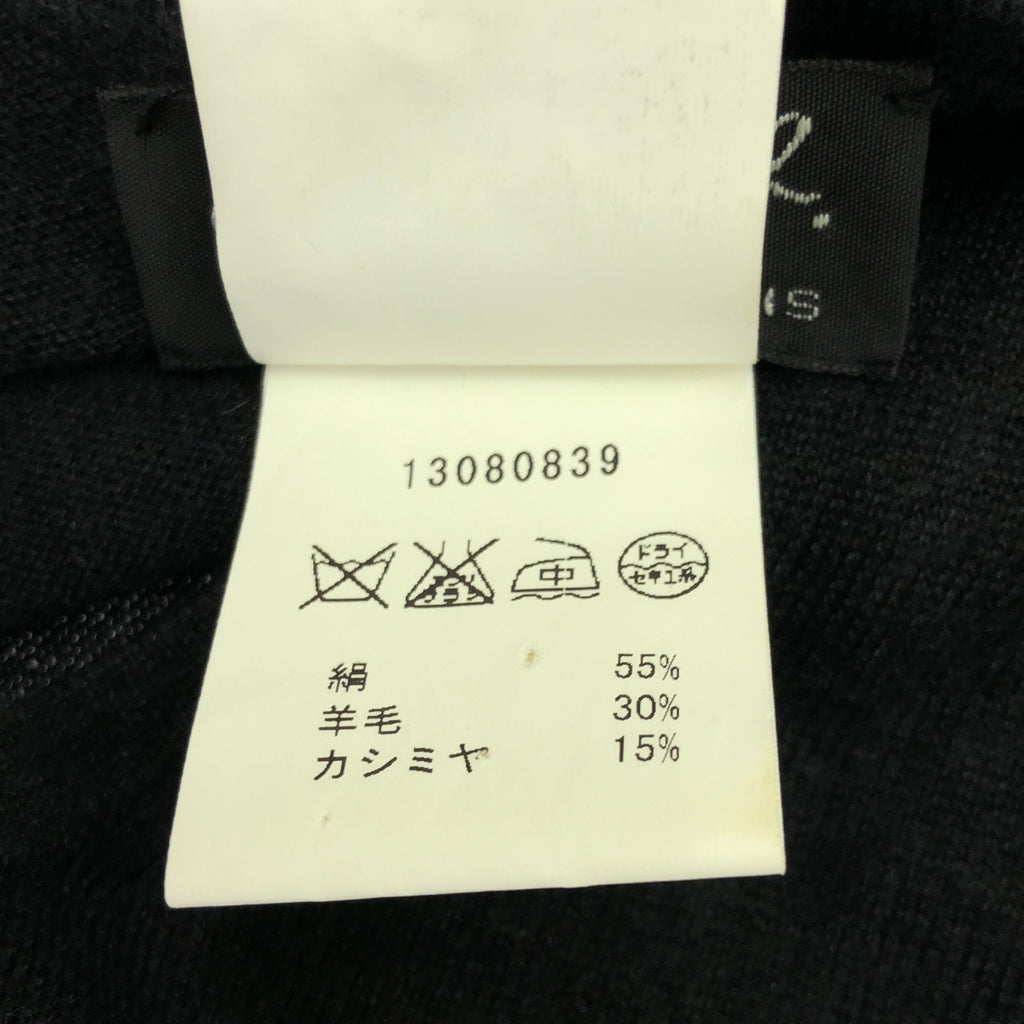 13080839
中
ドライ
セキユ系
絹 55%
羊毛 30%
カシミヤ 15%